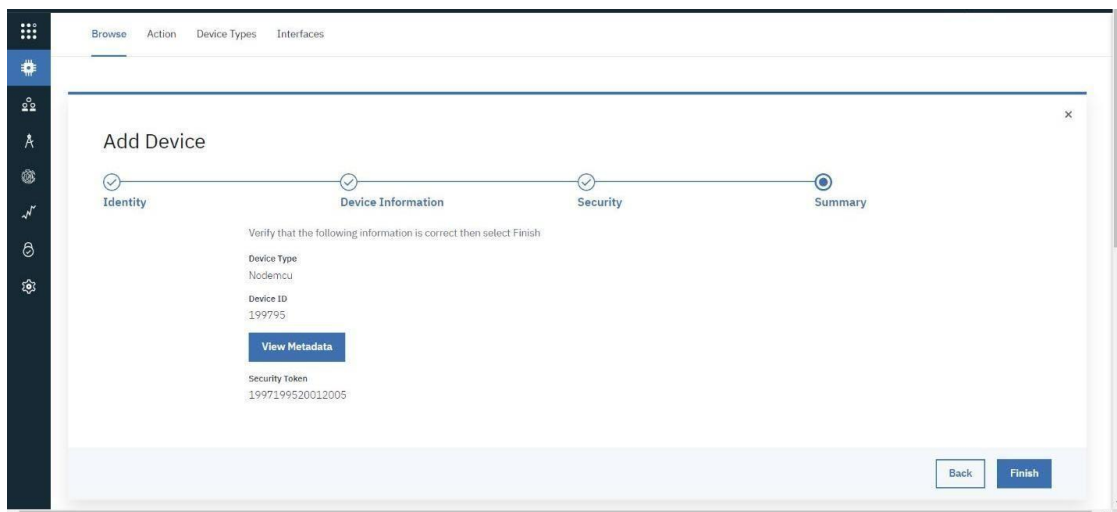 Browse Action Device Types Interfaces
Add Device
Identity Device Information Security Summary
Verify that the following information is correct then select Finish
Device Type
Nodemcu
Device ID
199795
View Metadata
Security Token
1997199520012005
Back Finish